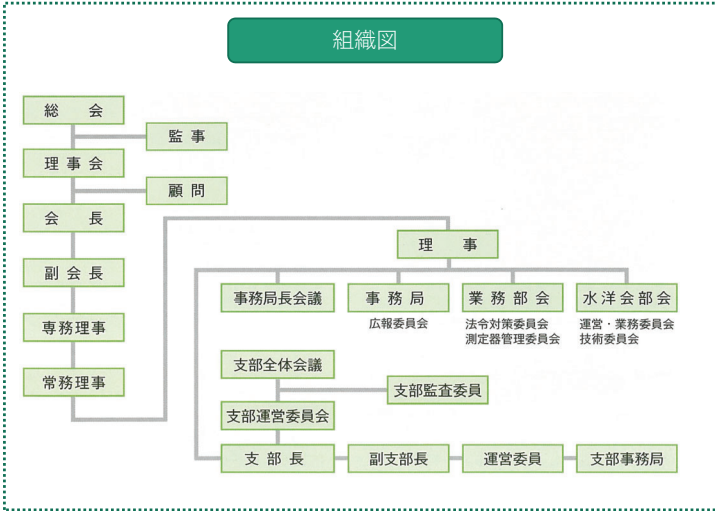 組織図
総　会
監 事
理 事 会
顧 問
会　長
理　事
副 会 長
事務局長会議
事 務 局
業 務 部 会
水 洋 会 部 会
広報委員会
法令対策委員会
測定器管理委員会
運営・業務委員会
技術委員会
専務理事
支部全体会議
常務理事
支部監査委員
支部運営委員会
支 部 長
副支部長
運営委員
支部事務局